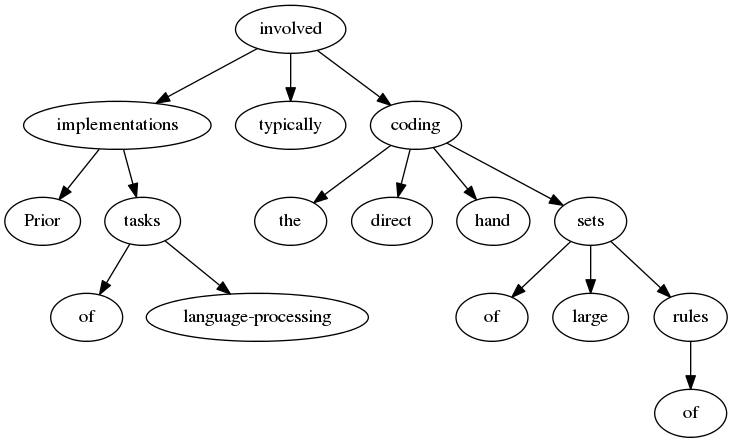 involved
implementations typically coding
Prior tasks the direct hand sets
of language-processing of large rules
of